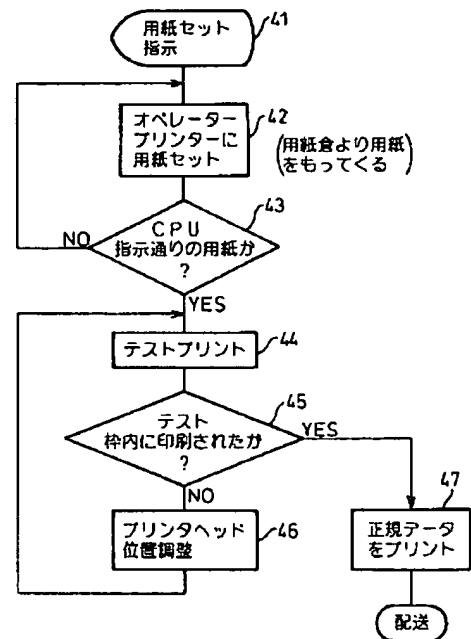 用紙セット
指示
41
オペレーター
プリンターに
用紙セット
42
(用紙倉より用紙
をもってくる)
43
CPU
指示通りの用紙か
?
NO
YES
テストプリント
44
45
テスト
枠内に印刷されたか
?
YES
NO
プリンタヘッド
位置調整
46
47
正規データ
をプリント
配送